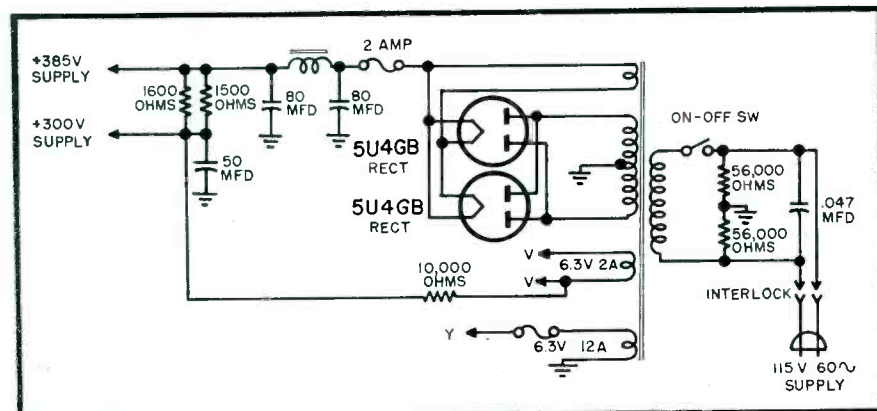 2 AMP
+385V
SUPPLY
1600
OHMS
1500
OHMS
80
MFD
80
MFD
+300V
SUPPLY
50
MFD
5U4GB
RECT
5U4GB
RECT
ON-OFF SW
56,000
OHMS
56,000
OHMS
.047
MFD
10,000
OHMS
V
6.3V 2A
V
INTERLOCK
Y
6.3V 12A
115V 60~
SUPPLY